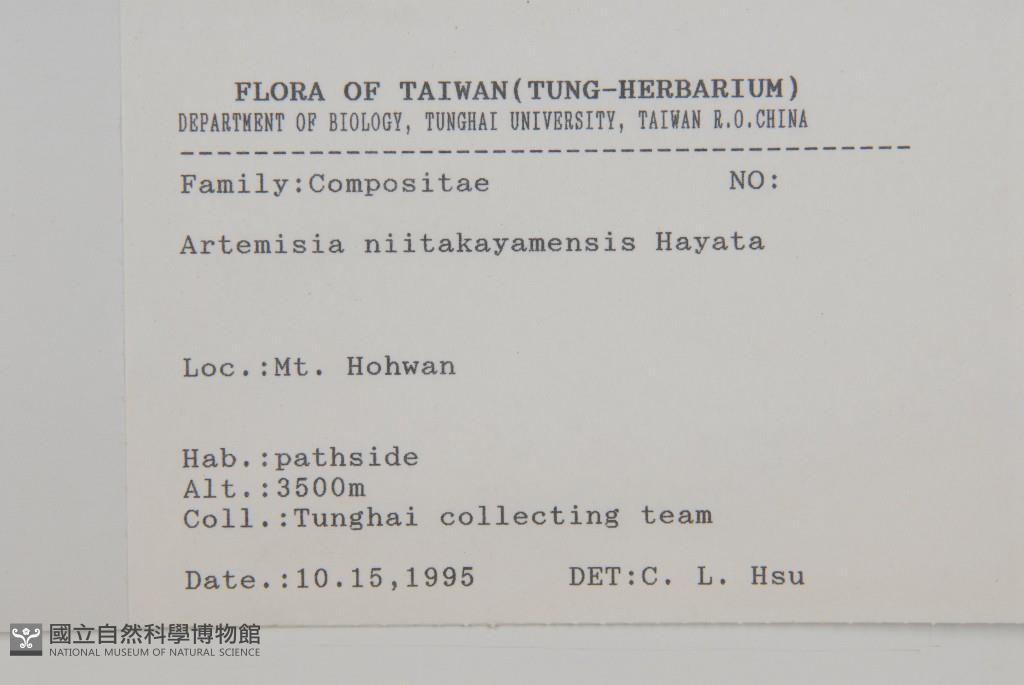 FLORA OF TAIWAN(TUNG-HERBARIUM)
DEPARTMENT OF BIOLOGY, TUNGHAI UNIVERSITY, TAIWAN R.O.CHINA
----------------------------------------
Family:Compositae NO:
Artemisia niitakayamensis Hayata
Loc.:Mt. Hohwan
Hab.:pathside
Alt.:3500m
Coll.:Tunghai collecting team
Date.:10.15,1995 DET:C. L. Hsu
國立自然科學博物館
NATIONAL MUSEUM OF NATURAL SCIENCE